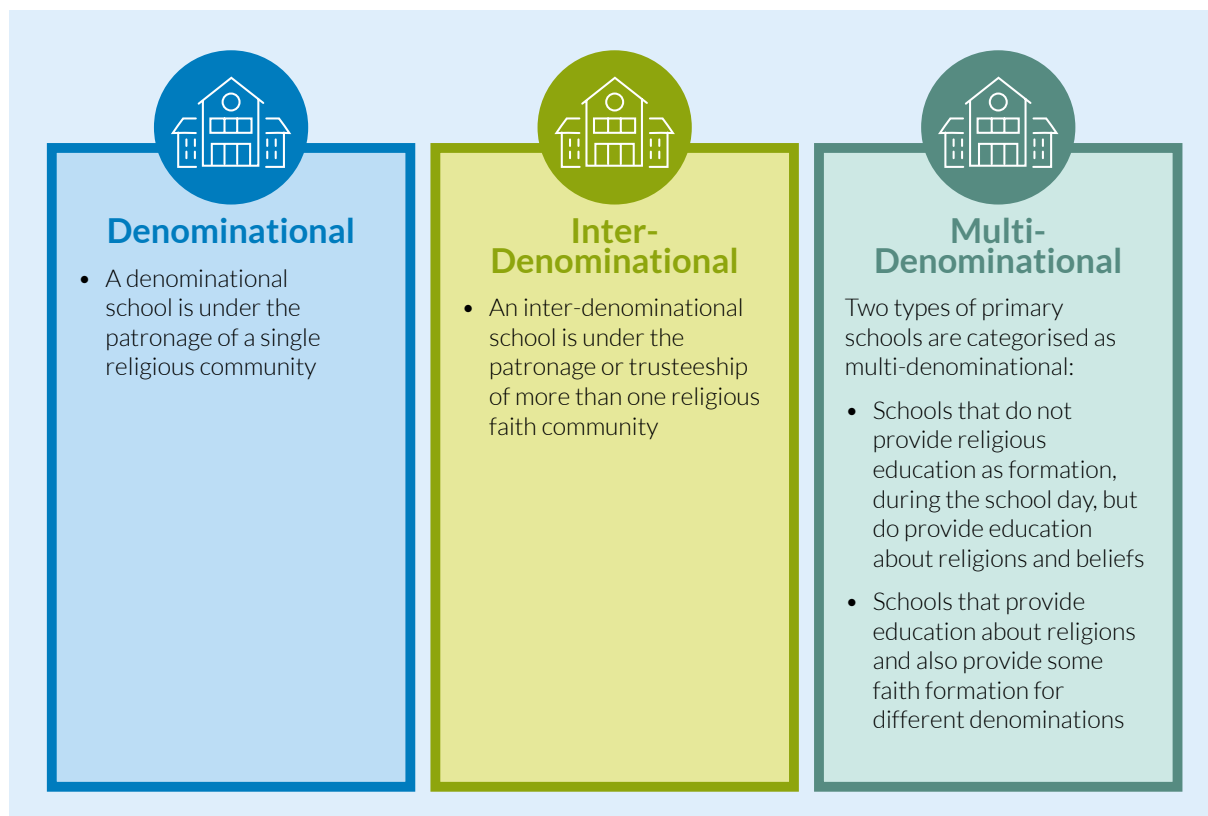 Denominational
• A denominational
school is under the
patronage of a single
religious community
Inter-
Denominational
• An inter-denominational
school is under the
patronage or trusteeship
of more than one religious
faith community
Multi-
Denominational
Two types of primary
schools are categorised as
multi-denominational:
• Schools that do not
provide religious
education as formation,
during the school day, but
do provide education
about religions and beliefs
• Schools that provide
education about religions
and also provide some
faith formation for
different denominations